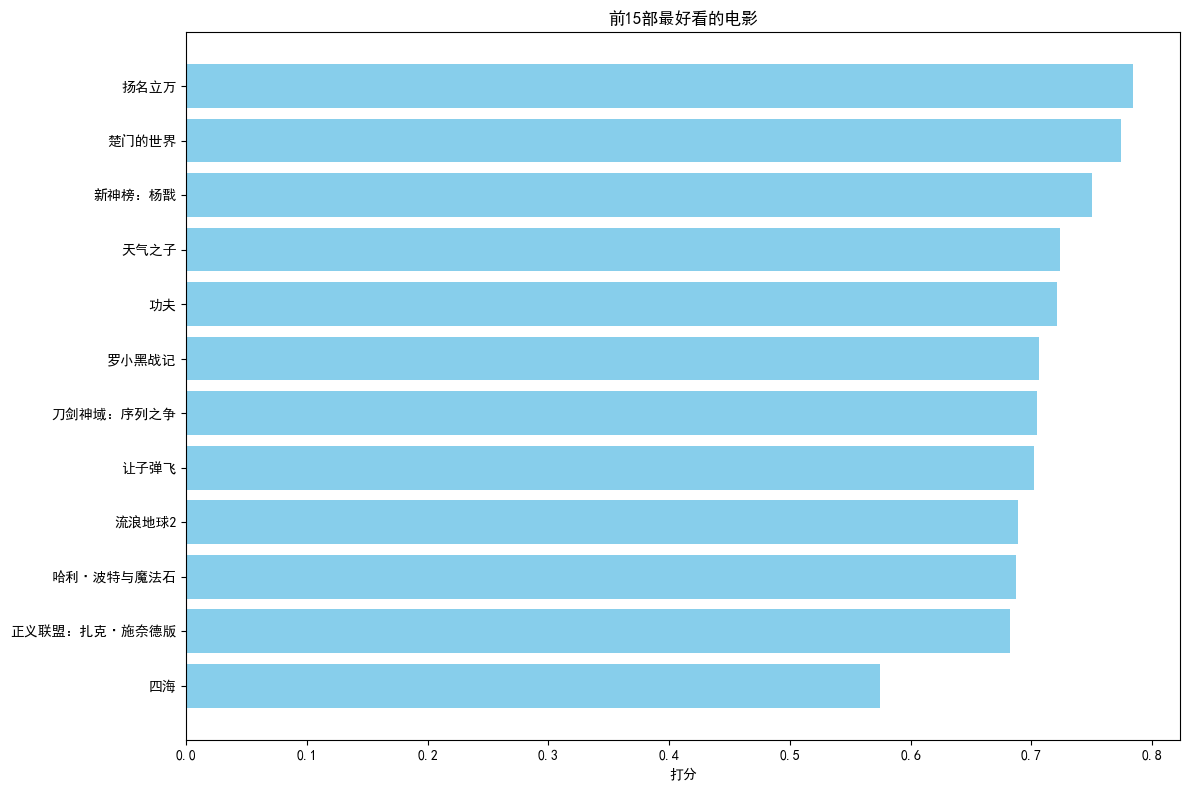 前15部最好看的电影
扬名立万
楚门的世界
新神榜：杨戬
天气之子
功夫
罗小黑战记
刀剑神域：序列之争
让子弹飞
流浪地球2
哈利·波特与魔法石
正义联盟：扎克·施奈德版
四海
0.0 0.1 0.2 0.3 0.4 0.5 0.6 0.7 0.8
打分